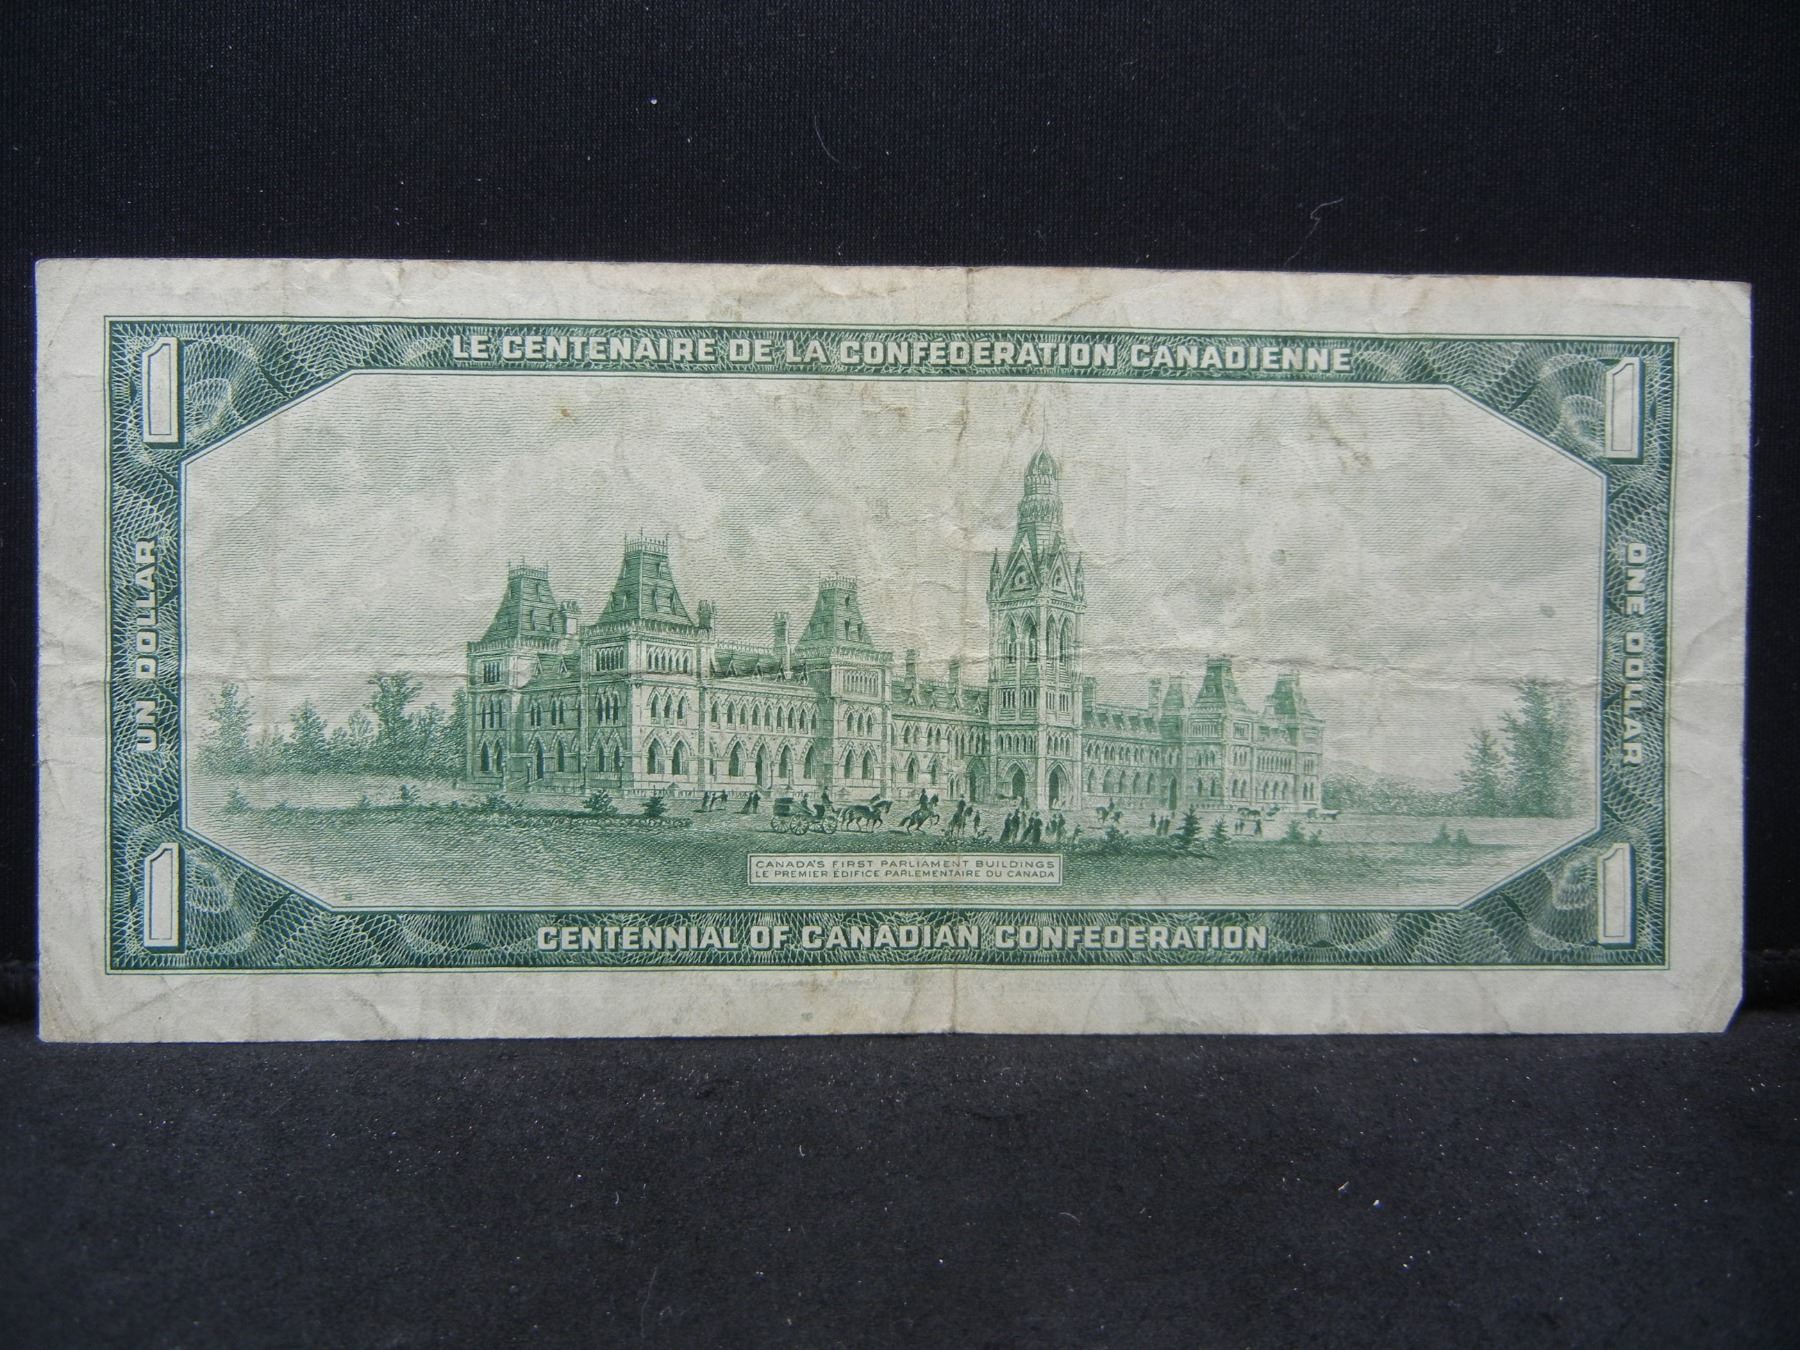 1 LE CENTENAIRE DE LA CONFEDERATION CANADIENNE 1
UN DOLLAR
ONE DOLLAR
CANADA'S FIRST PARLIAMENT BUILDINGS
LE PREMIER ÉDIFICE PARLEMENTAIRE DU CANADA
1 CENTENNIAL OF CANADIAN CONFEDERATION 1